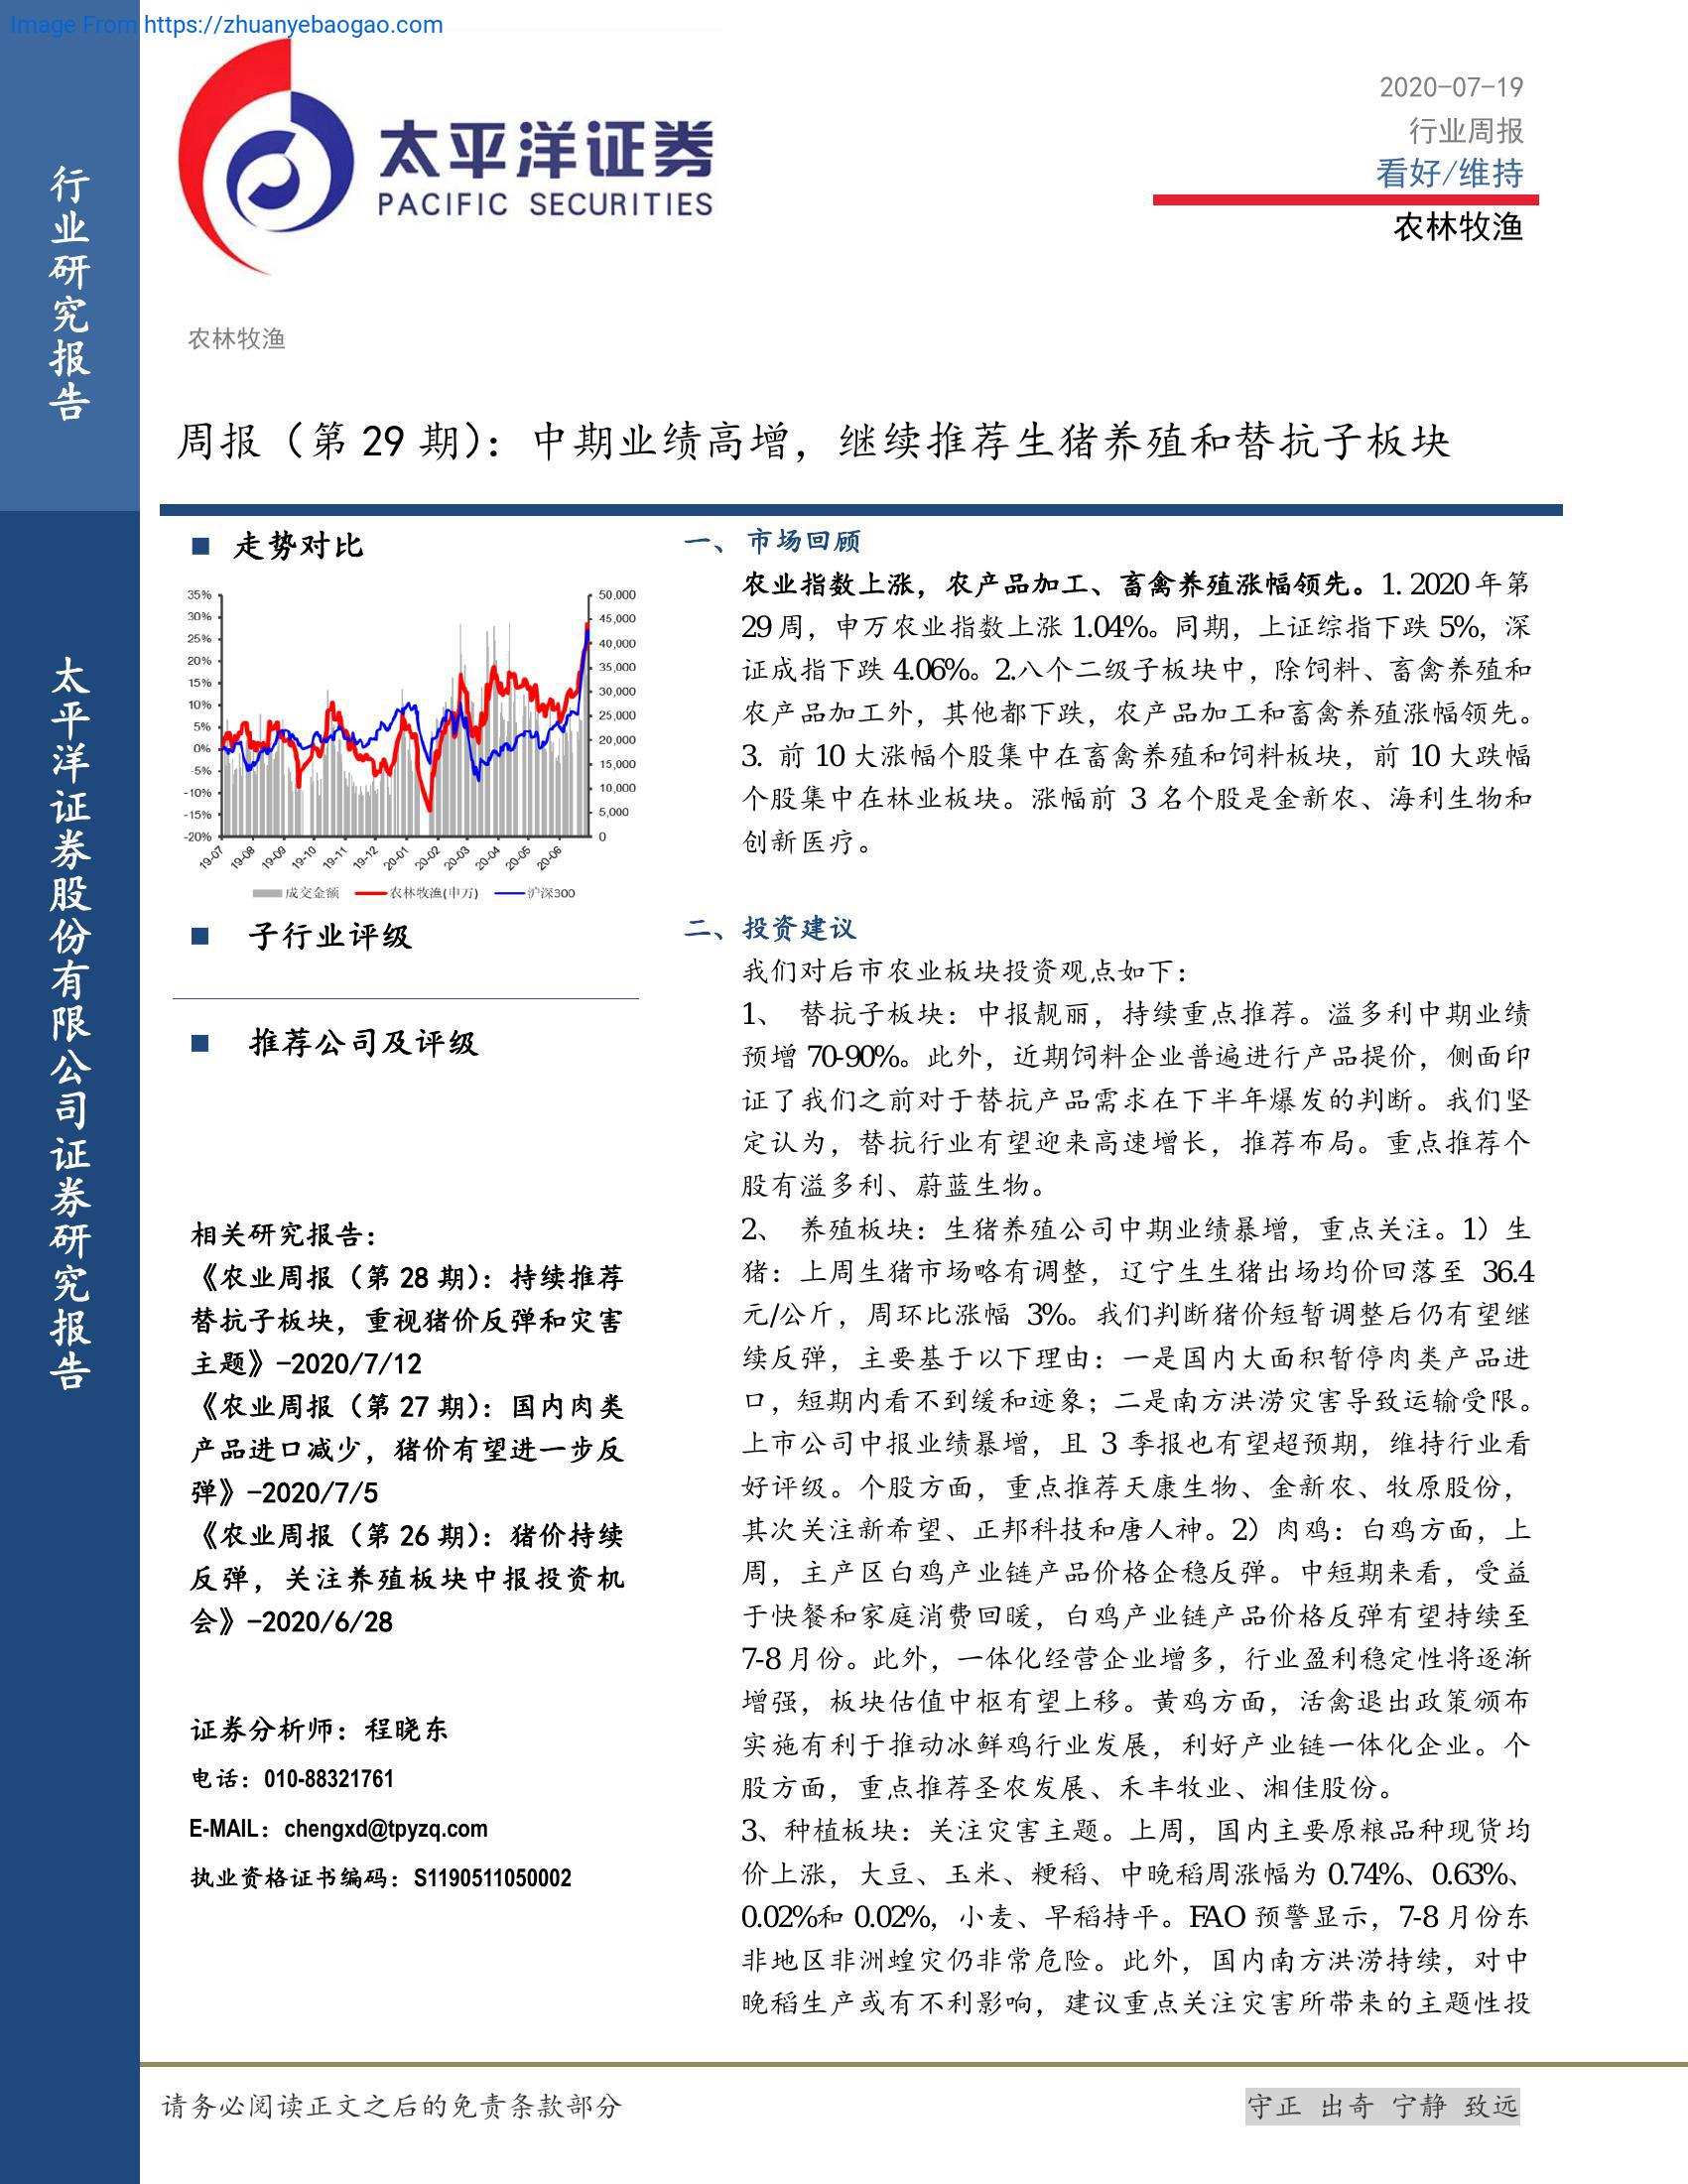 Image From https://zhuanyebaogao.com
行业研究报告
太平洋证券股份有限公司证券研究报告
太平洋证券
PACIFIC SECURITIES
2020-07-19
行业周报
看好/维持
农林牧渔
农林牧渔
周报（第 29 期）：中期业绩高增，继续推荐生猪养殖和替抗子板块
■ 走势对比
35%
30%
25%
20%
15%
10%
5%
0%
-5%
-10%
-15%
-20%
50,000
45,000
40,000
35,000
30,000
25,000
20,000
15,000
10,000
5,000
0
19-07
19-08
19-09
19-10
19-11
19-12
20-01
20-02
20-03
20-04
20-05
20-06
成交金额 农林牧渔(申万) 沪深300
■ 子行业评级
■ 推荐公司及评级
相关研究报告：
《农业周报（第 28 期）：持续推荐
替抗子板块，重视猪价反弹和灾害
主题》—2020/7/12
《农业周报（第 27 期）：国内肉类
产品进口减少，猪价有望进一步反
弹》—2020/7/5
《农业周报（第 26 期）：猪价持续
反弹，关注养殖板块中报投资机
会》—2020/6/28
证券分析师：程晓东
电话：010-88321761
E-MAIL：chengxd@tpyzq.com
执业资格证书编码：S1190511050002
一、 市场回顾
农业指数上涨，农产品加工、畜禽养殖涨幅领先。1. 2020 年第
29 周，申万农业指数上涨 1.04%。同期，上证综指下跌 5%，深
证成指下跌 4.06%。2.八个二级子板块中，除饲料、畜禽养殖和
农产品加工外，其他都下跌，农产品加工和畜禽养殖涨幅领先。
3. 前 10 大涨幅个股集中在畜禽养殖和饲料板块，前 10 大跌幅
个股集中在林业板块。涨幅前 3 名个股是金新农、海利生物和
创新医疗。
二、投资建议
我们对后市农业板块投资观点如下：
1、 替抗子板块：中报靓丽，持续重点推荐。溢多利中期业绩
预增 70-90%。此外，近期饲料企业普遍进行产品提价，侧面印
证了我们之前对于替抗产品需求在下半年爆发的判断。我们坚
定认为，替抗行业有望迎来高速增长，推荐布局。重点推荐个
股有溢多利、蔚蓝生物。
2、 养殖板块：生猪养殖公司中期业绩暴增，重点关注。1）生
猪：上周生猪市场略有调整，辽宁生生猪出场均价回落至 36.4
元/公斤，周环比涨幅 3%。我们判断猪价短暂调整后仍有望继
续反弹，主要基于以下理由：一是国内大面积暂停肉类产品进
口，短期内看不到缓和迹象；二是南方洪涝灾害导致运输受限。
上市公司中报业绩暴增，且 3 季报也有望超预期，维持行业看
好评级。个股方面，重点推荐天康生物、金新农、牧原股份，
其次关注新希望、正邦科技和唐人神。2）肉鸡：白鸡方面，上
周，主产区白鸡产业链产品价格企稳反弹。中短期来看，受益
于快餐和家庭消费回暖，白鸡产业链产品价格反弹有望持续至
7-8 月份。此外，一体化经营企业增多，行业盈利稳定性将逐渐
增强，板块估值中枢有望上移。黄鸡方面，活禽退出政策颁布
实施有利于推动冰鲜鸡行业发展，利好产业链一体化企业。个
股方面，重点推荐圣农发展、禾丰牧业、湘佳股份。
3、种植板块：关注灾害主题。上周，国内主要原粮品种现货均
价上涨，大豆、玉米、粳稻、中晚稻周涨幅为 0.74%、0.63%、
0.02%和 0.02%，小麦、早稻持平。FAO 预警显示，7-8 月份东
非地区非洲蝗灾仍非常危险。此外，国内南方洪涝持续，对中
晚稻生产或有不利影响，建议重点关注灾害所带来的主题性投
请务必阅读正文之后的免责条款部分
守正 出奇 宁静 致远